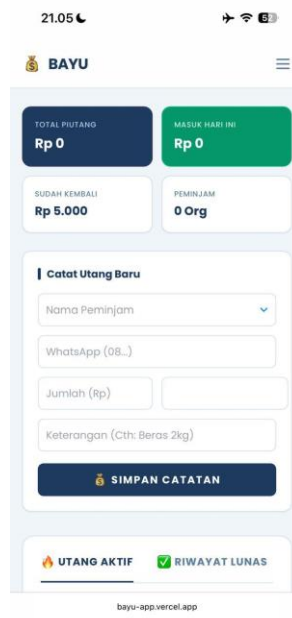 21.05
52
BAYU
TOTAL PIUTANG
Rp 0
MASUK HARI INI
Rp 0
SUDAH KEMBALI
Rp 5.000
PEMINJAM
0 Org
Catat Utang Baru
Nama Peminjam
WhatsApp (08...)
Jumlah (Rp)
Keterangan (Cth: Beras 2kg)
SIMPAN CATATAN
UTANG AKTIF
RIWAYAT LUNAS
bayu-app.vercel.app